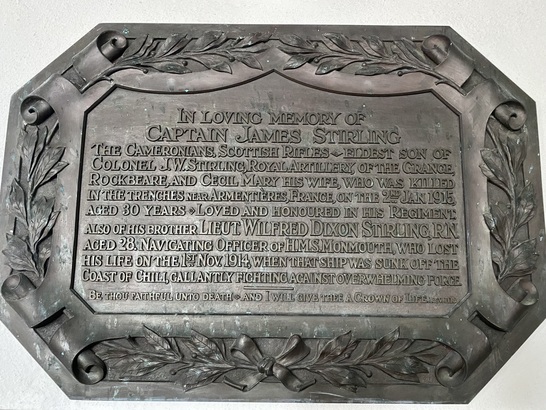 IN LOVING MEMORY OF
CAPTAIN JAMES STIRLING
THE CAMERONIANS, SCOTTISH RIFLES ELDEST SON OF
COLONEL J.W. STIRLING, ROYAL ARTILLERY, OF THE GRANGE,
ROCKBEARE, AND CECIL MARY HIS WIFE, WHO WAS KILLED
IN THE TRENCHES NEAR ARMENTIÈRES, FRANCE, ON THE 2ND JAN 1915,
AGED 30 YEARS LOVED AND HONOURED IN HIS REGIMENT.
ALSO OF HIS BROTHER LIEUT WILFRED DIXON STIRLING, R.N.
AGED 28, NAVIGATING OFFICER OF H.M.S. MONMOUTH, WHO LOST
HIS LIFE ON THE 1ST NOV. 1914, WHEN THAT SHIP WAS SUNK OFF THE
COAST OF CHILI, GALLANTLY FIGHTING AGAINST OVERWHELMING FORCE.
BE THOU FAITHFUL UNTO DEATH AND I WILL GIVE THEE A CROWN OF LIFE